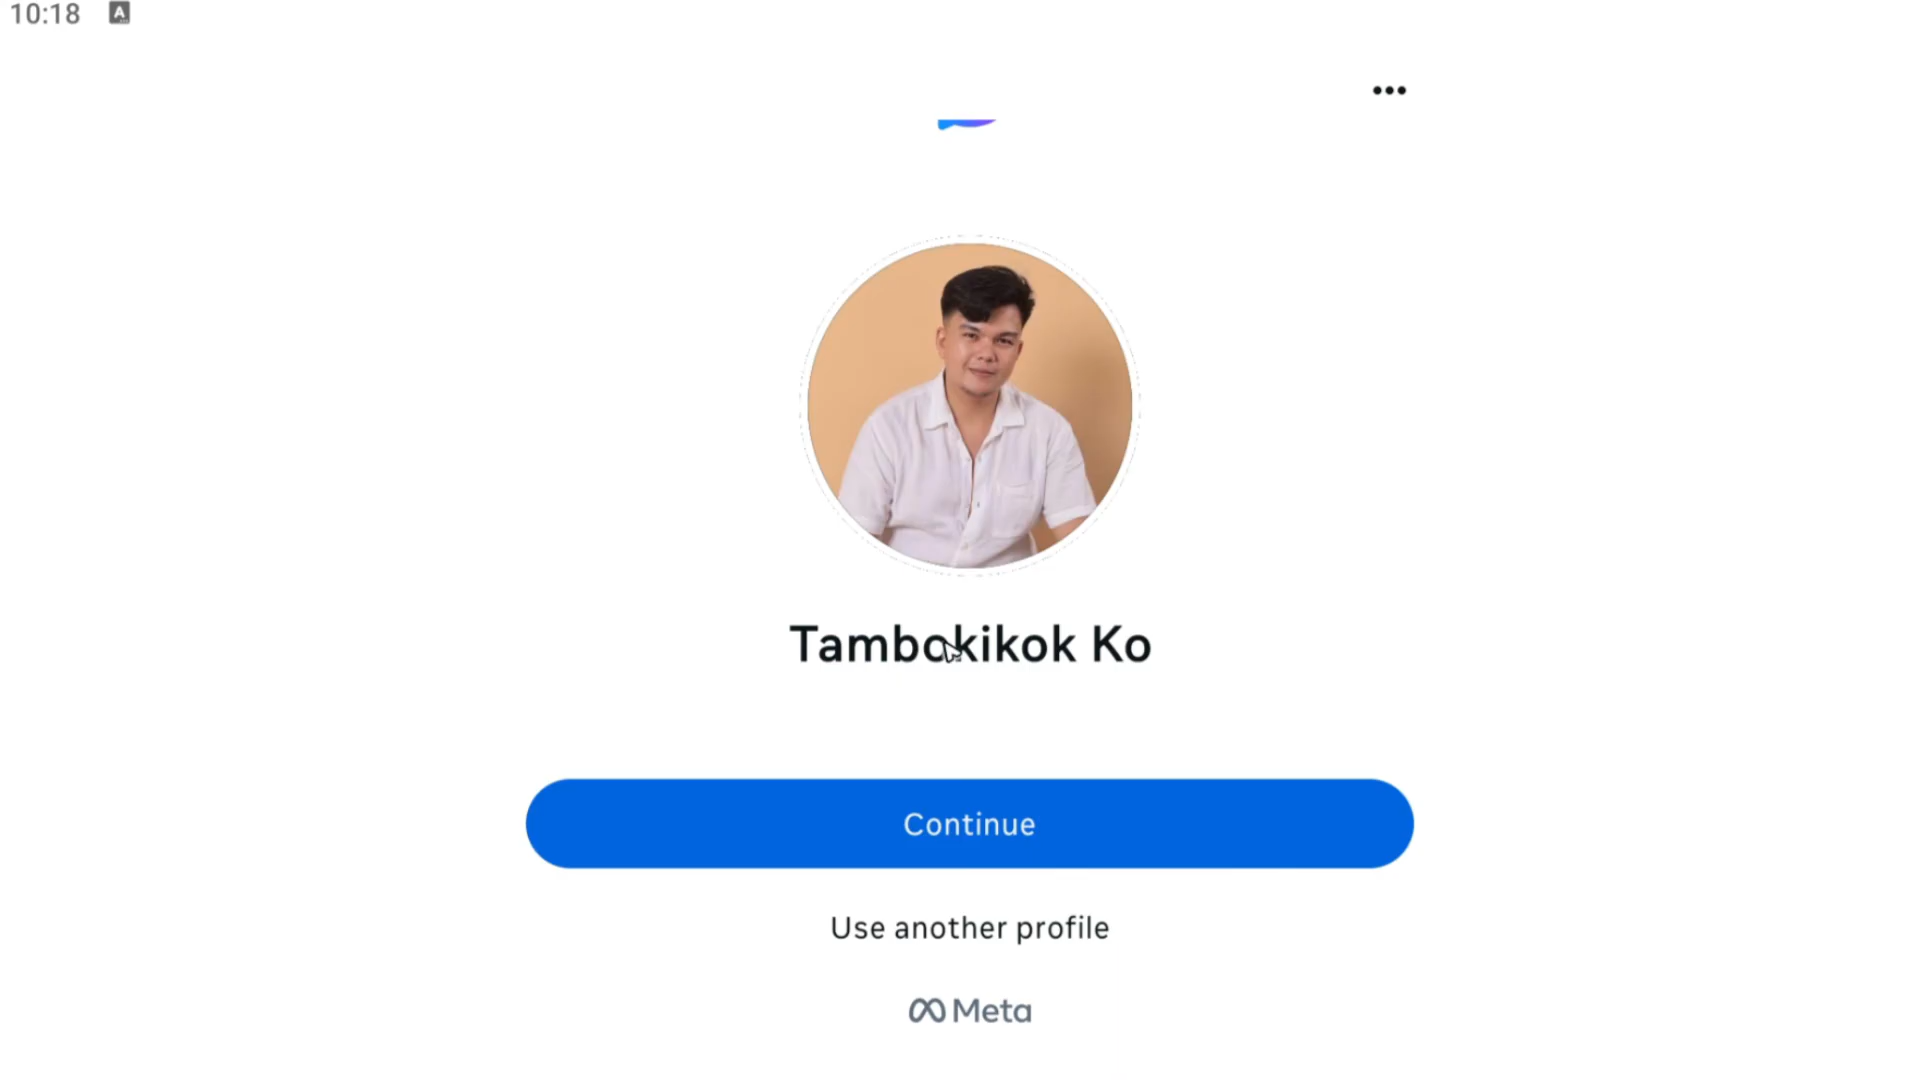 10:18
A
Tambokikok Ko
Continue
Use another profile
Meta